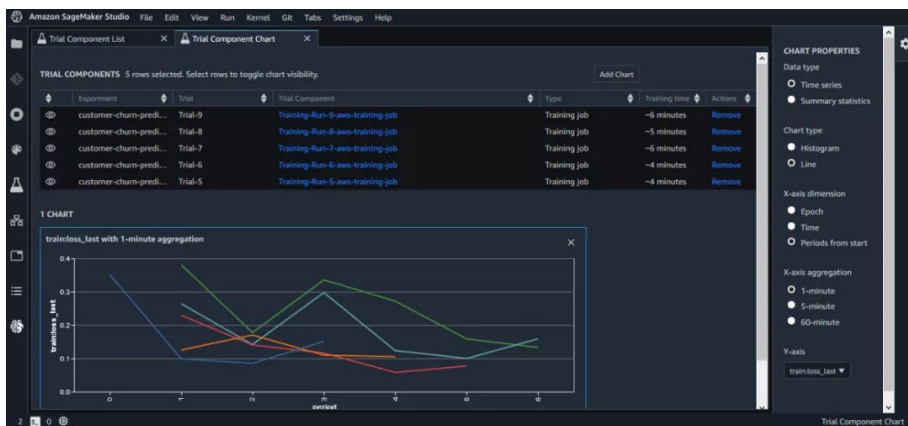 Amazon SageMaker Studio File Edit View Run Kernel Git Tabs Settings Help
Trial Component List × Trial Component Chart ×
TRIAL COMPONENTS 5 rows selected. Select rows to toggle chart visibility. Add Chart
Experiment Trial Trial Component Type Training time Actions
customer-churn-predi... Trial-9 Training-Run-9-aws-training-job Training job ~6 minutes Remove
customer-churn-predi... Trial-8 Training-Run-8-aws-training-job Training job ~5 minutes Remove
customer-churn-predi... Trial-7 Training-Run-7-aws-training-job Training job ~6 minutes Remove
customer-churn-predi... Trial-6 Training-Run-6-aws-training-job Training job ~4 minutes Remove
customer-churn-predi... Trial-5 Training-Run-5-aws-training-job Training job ~4 minutes Remove
1 CHART
train:loss_last with 1-minute aggregation ×
train:loss_last
0.4
0.3
0.2
0.1
0.0
0 1 2 3 4 5 6
period
CHART PROPERTIES
Data type
Time series
Summary statistics
Chart type
Histogram
Line
X-axis dimension
Epoch
Time
Periods from start
X-axis aggregation
1-minute
5-minute
60-minute
Y-axis
train:loss_last
2 0 Trial Component Chart